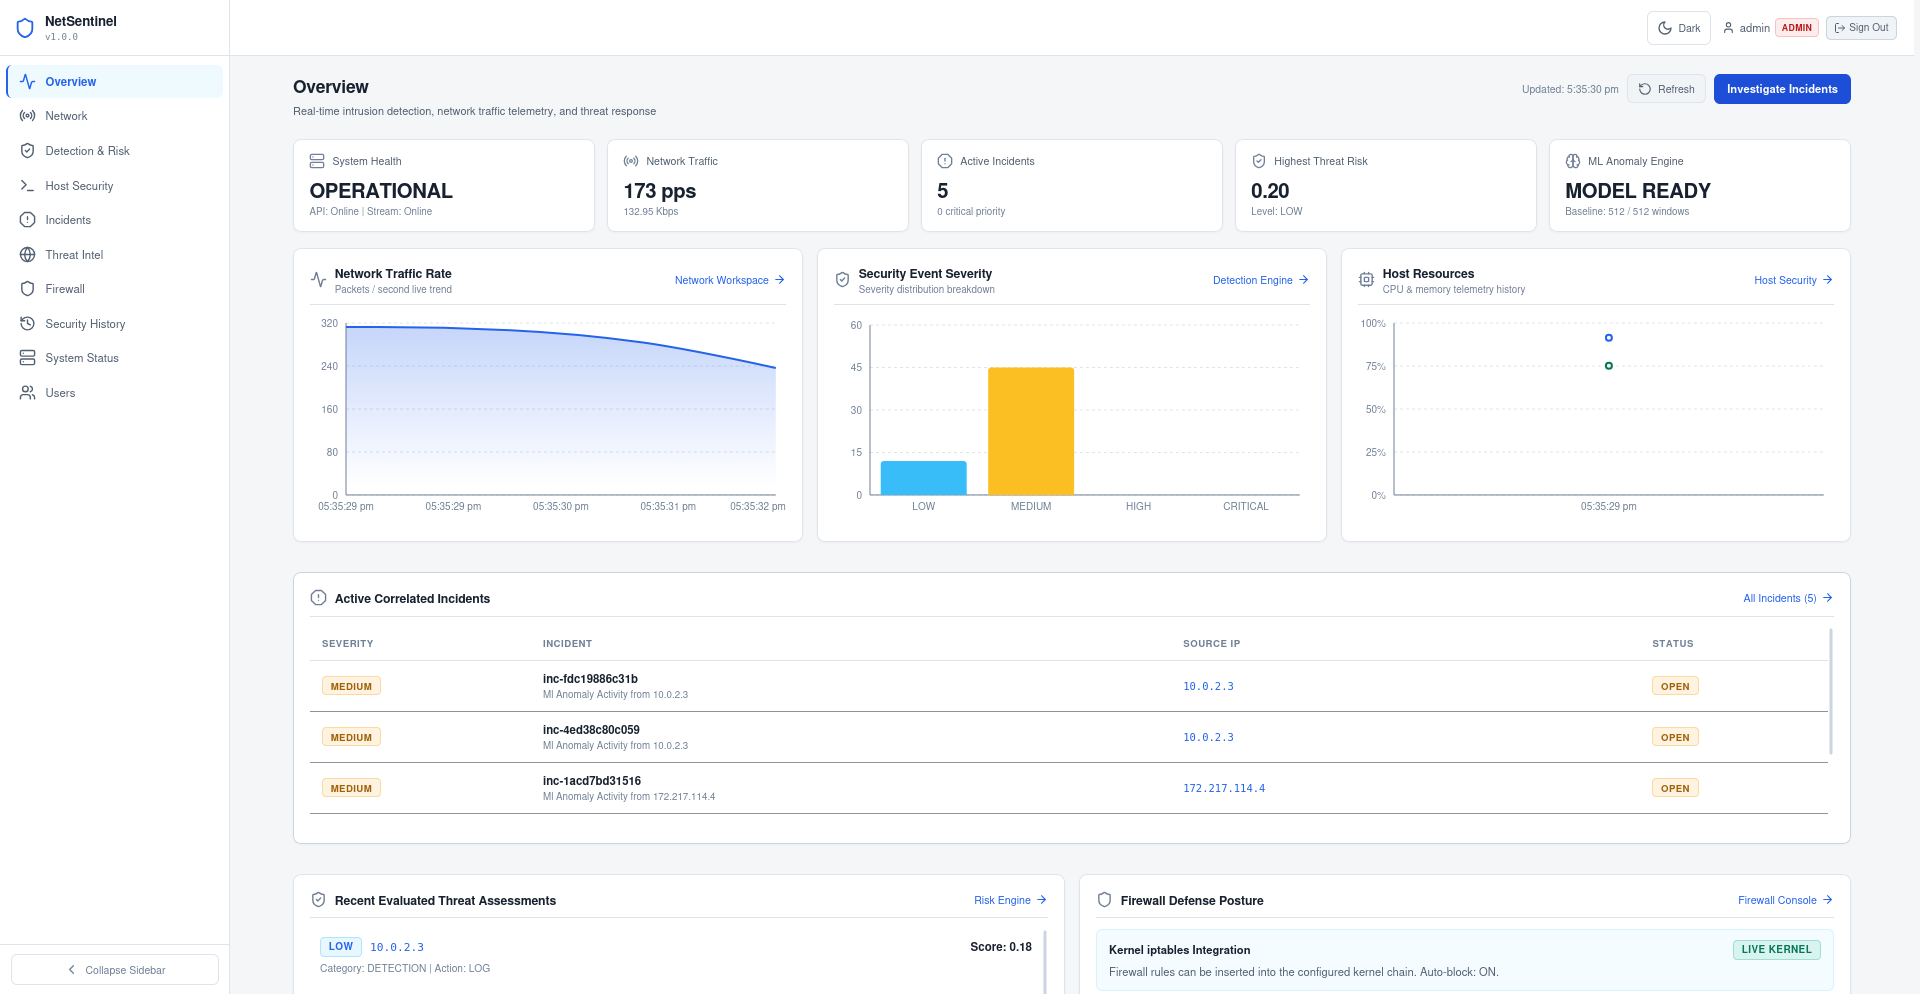 NetSentinel
v1.0.0
Dark
admin
ADMIN
Sign Out
Overview
Network
Detection & Risk
Host Security
Incidents
Threat Intel
Firewall
Security History
System Status
Users
Collapse Sidebar
Overview
Real-time intrusion detection, network traffic telemetry, and threat response
Updated: 5:35:30 pm
Refresh
Investigate Incidents
System Health
OPERATIONAL
API: Online | Stream: Online
Network Traffic
173 pps
132.95 Kbps
Active Incidents
5
0 critical priority
Highest Threat Risk
0.20
Level: LOW
ML Anomaly Engine
MODEL READY
Baseline: 512 / 512 windows
Network Traffic Rate
Packets / second live trend
Network Workspace
320
240
160
80
0
05:35:29 pm
05:35:29 pm
05:35:30 pm
05:35:31 pm
05:35:32 pm
Security Event Severity
Severity distribution breakdown
Detection Engine
60
45
30
15
0
LOW
MEDIUM
HIGH
CRITICAL
Host Resources
CPU & memory telemetry history
Host Security
100%
75%
50%
25%
0%
05:35:29 pm
Active Correlated Incidents
All Incidents (5)
SEVERITY INCIDENT SOURCE IP STATUS
MEDIUM
inc-fdc19886c31b
Ml Anomaly Activity from 10.0.2.3
10.0.2.3
OPEN
MEDIUM
inc-4ed38c80c059
Ml Anomaly Activity from 10.0.2.3
10.0.2.3
OPEN
MEDIUM
inc-1acd7bd31516
Ml Anomaly Activity from 172.217.114.4
172.217.114.4
OPEN
Recent Evaluated Threat Assessments
Risk Engine
LOW 10.0.2.3
Score: 0.18
Category: DETECTION | Action: LOG
Firewall Defense Posture
Firewall Console
Kernel iptables Integration
LIVE KERNEL
Firewall rules can be inserted into the configured kernel chain. Auto-block: ON.